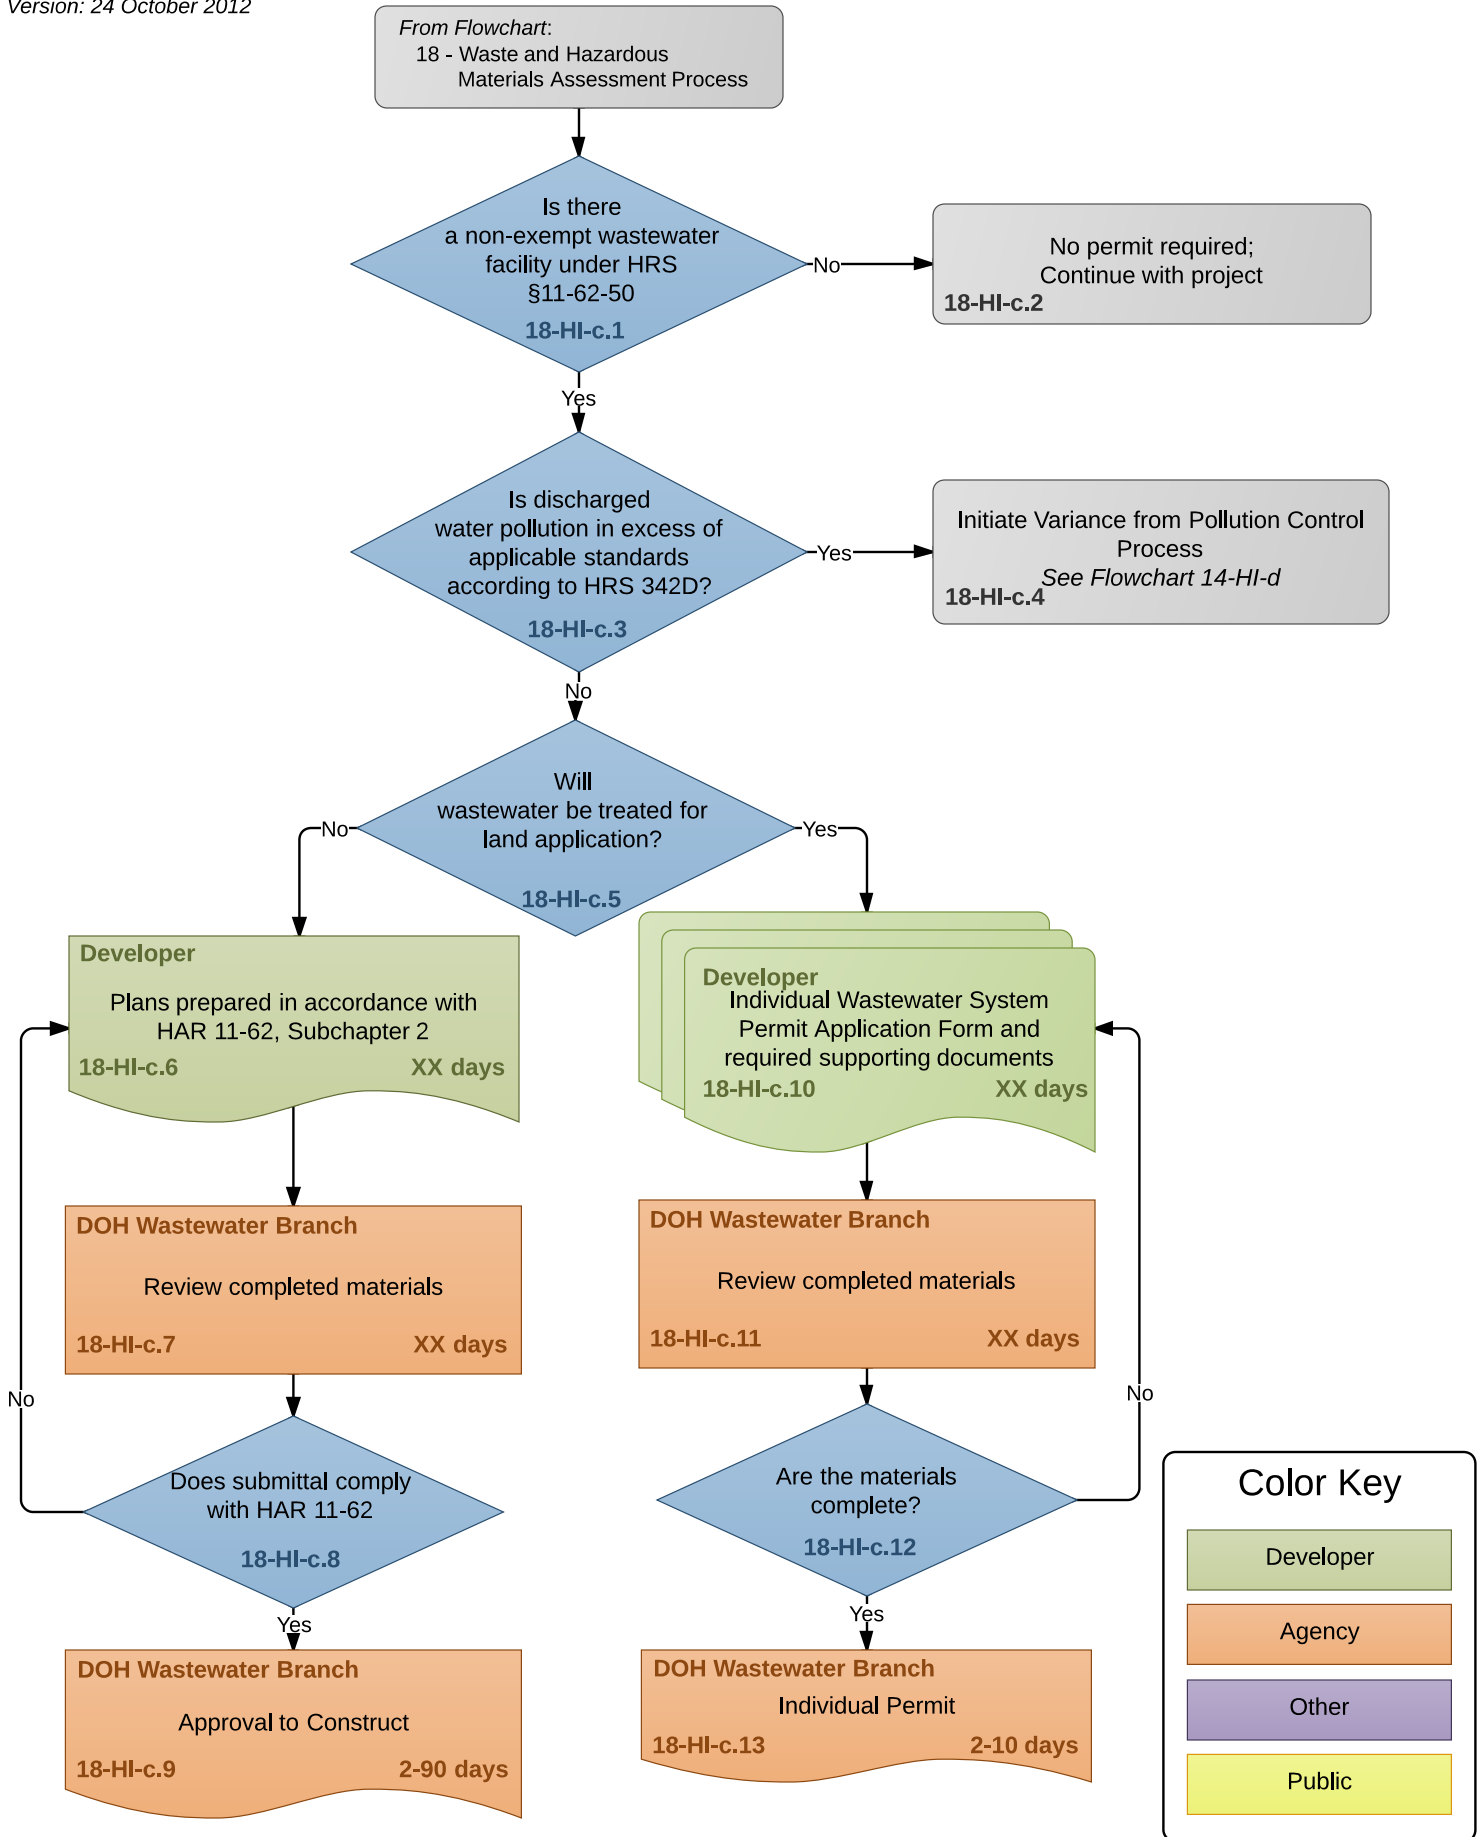 Version: 24 October 2012
From Flowchart:
18 - Waste and Hazardous
Materials Assessment Process
Is there
a non-exempt wastewater
facility under HRS
§11-62-50
18-HI-c.1
No
No permit required;
Continue with project
18-HI-c.2
Yes
Is discharged
water pollution in excess of
applicable standards
according to HRS 342D?
18-HI-c.3
Yes
Initiate Variance from Pollution Control
Process
See Flowchart 14-HI-d
18-HI-c.4
No
Will
wastewater be treated for
land application?
18-HI-c.5
No
Yes
Developer
Plans prepared in accordance with
HAR 11-62, Subchapter 2
18-HI-c.6 XX days
Developer
Individual Wastewater System
Permit Application Form and
required supporting documents
18-HI-c.10 XX days
DOH Wastewater Branch
Review completed materials
18-HI-c.7 XX days
DOH Wastewater Branch
Review completed materials
18-HI-c.11 XX days
No
No
Does submittal comply
with HAR 11-62
18-HI-c.8
Are the materials
complete?
18-HI-c.12
Yes
Yes
DOH Wastewater Branch
Approval to Construct
18-HI-c.9 2-90 days
DOH Wastewater Branch
Individual Permit
18-HI-c.13 2-10 days
Color Key
Developer
Agency
Other
Public